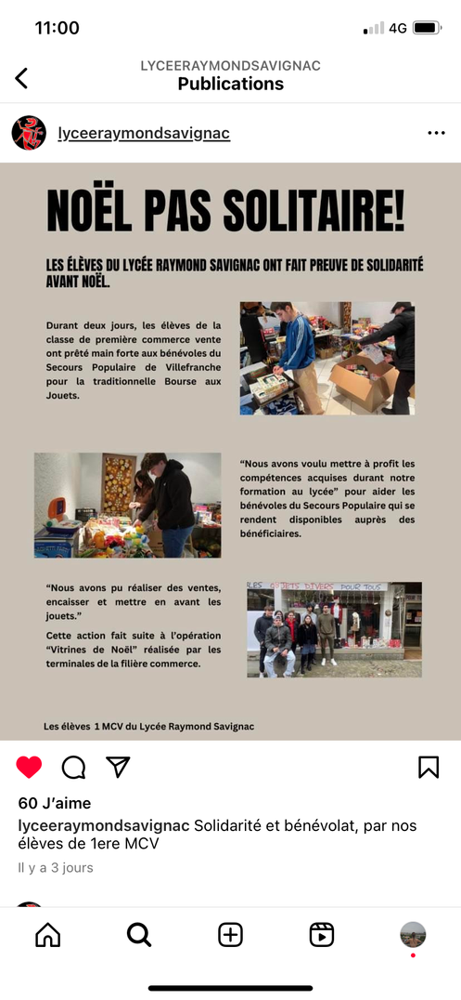 11:00
4G
LYCEERAYMONDSAVIGNAC
Publications
lyceeraymondsavignac
NOËL PAS SOLITAIRE!
LES ÉLÈVES DU LYCÉE RAYMOND SAVIGNAC ONT FAIT PREUVE DE SOLIDARITÉ
AVANT NOËL.
Durant deux jours, les élèves de la
classe de première commerce vente
ont prêté main forte aux bénévoles du
Secours Populaire de Villefranche
pour la traditionnelle Bourse aux
Jouets.
“Nous avons voulu mettre à profit les
compétences acquises durant notre
formation au lycée” pour aider les
bénévoles du Secours Populaire qui se
rendent disponibles auprès des
bénéficiaires.
“Nous avons pu réaliser des ventes,
encaisser et mettre en avant les
jouets.”
Cette action fait suite à l’opération
“Vitrines de Noël” réalisée par les
terminales de la filière commerce.
DIVERS POUR TOUS
Les élèves 1 MCV du Lycée Raymond Savignac
60 J’aime
lyceeraymondsavignac Solidarité et bénévolat, par nos
élèves de 1ere MCV
Il y a 3 jours